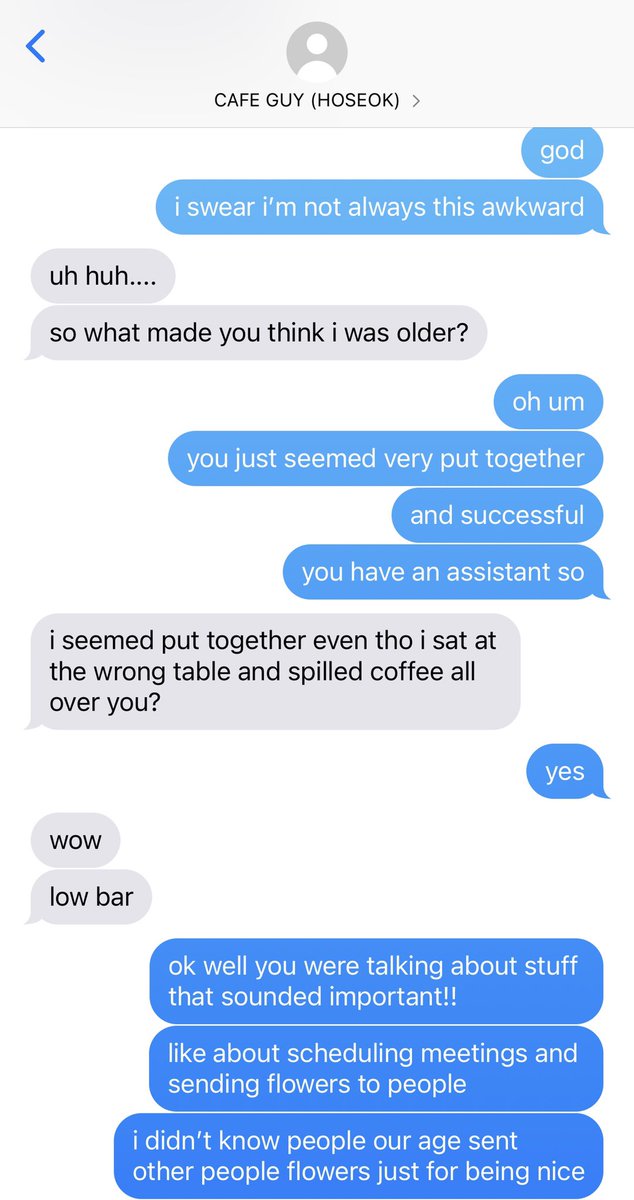 CAFE GUY (HOSEOK)
god
i swear i’m not always this awkward
uh huh....
so what made you think i was older?
oh um
you just seemed very put together
and successful
you have an assistant so
i seemed put together even tho i sat at
the wrong table and spilled coffee all
over you?
yes
wow
low bar
ok well you were talking about stuff
that sounded important!!
like about scheduling meetings and
sending flowers to people
i didn’t know people our age sent
other people flowers just for being nice